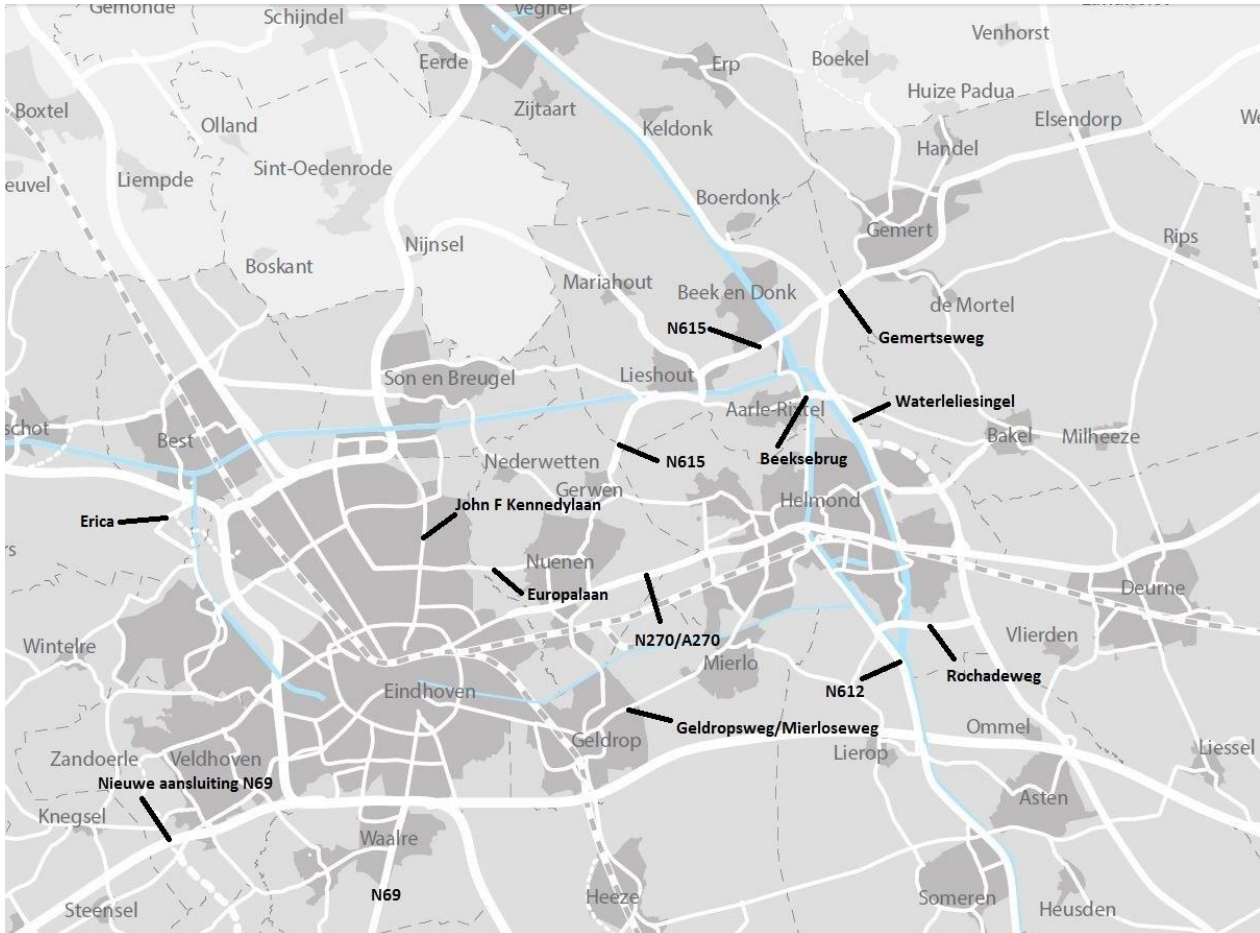 Gemonde
Schijndel
Veghel
Venhorst
Eerde
Erp
Boekel
Huize Padua
Boxtel
Zijtaart
Olland
Keldonk
Elsendorp
Handel
Liempde
Sint-Oedenrode
Boerdonk
Gemert
Nijnsel
Rips
Boskant
Mariahout
Beek en Donk
de Mortel
N615
Gemertseweg
Son en Breugel
Lieshout
Waterleliesingel
Aarle-Rixtel
Best
Bakel
Milheeze
Nederwetten
N615
Beeksebrug
Gerwen
Helmond
John F Kennedylaan
Erica
Nuenen
Deurne
Europalaan
N270/A270
Vlierden
Wintelre
Mierlo
Rochadeweg
Eindhoven
N612
Geldropsweg/Mierloseweg
Ommel
Geldrop
Lierop
Liessel
Zandoerle
Veldhoven
Nieuwe aansluiting N69
Asten
Knegsel
Waalre
N69
Heeze
Someren
Steensel
Heusden